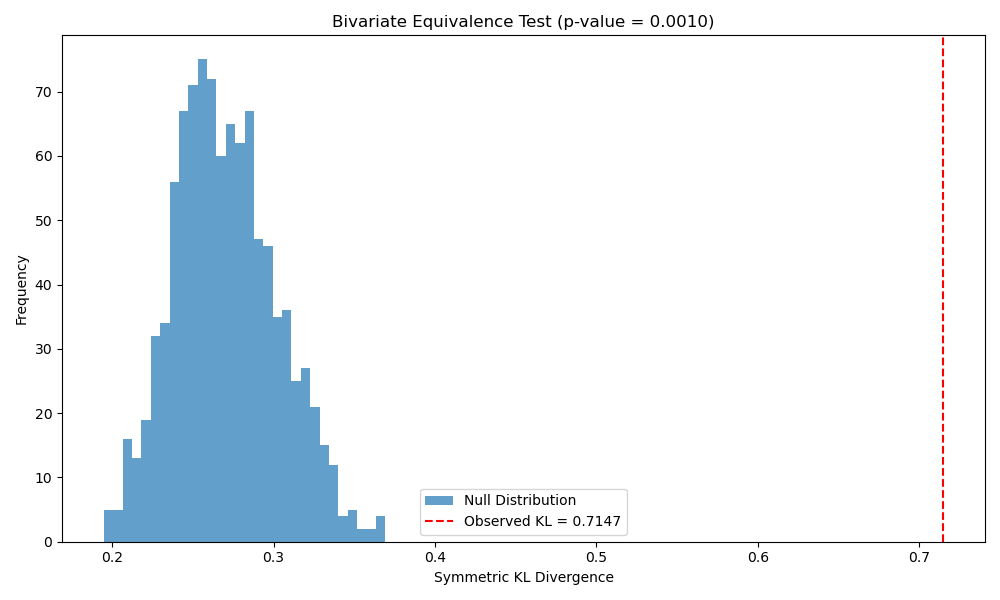 Bivariate Equivalence Test (p-value = 0.0010)
Frequency
70
60
50
40
30
20
10
0
0.2
0.3
0.4
0.5
0.6
0.7
Symmetric KL Divergence
Null Distribution
Observed KL = 0.7147